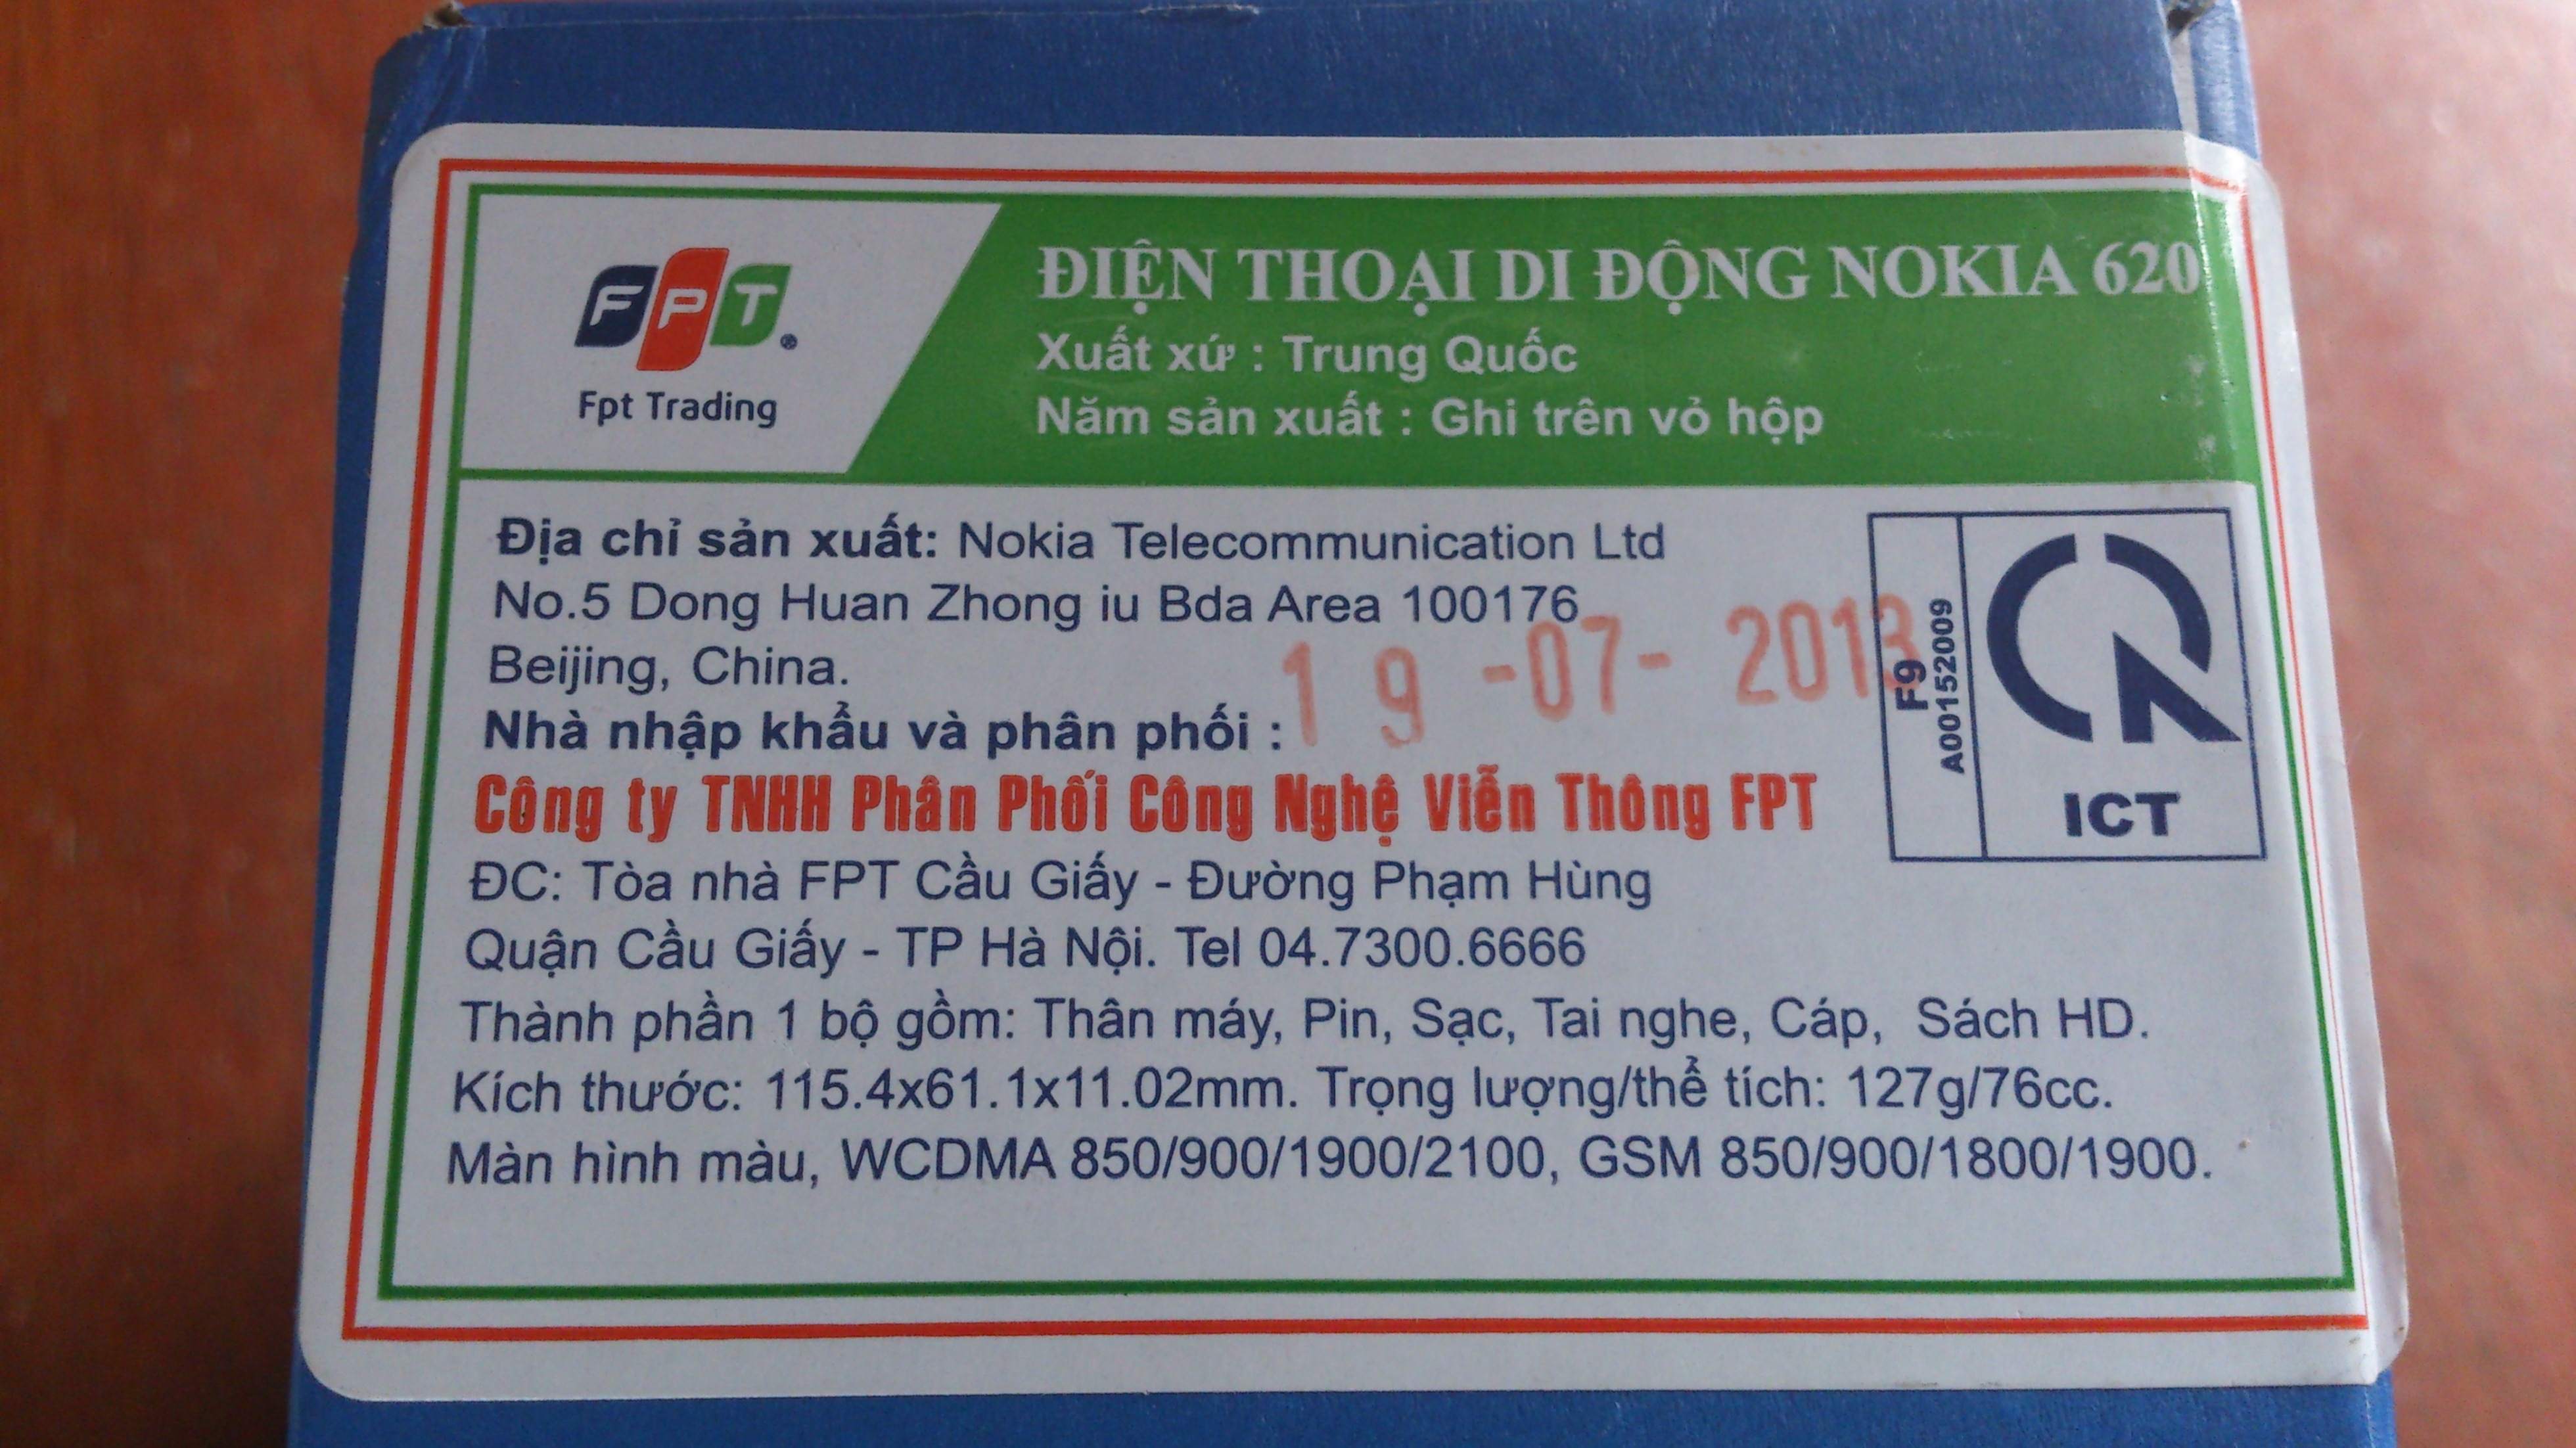 FPT®
Fpt Trading
ĐIỆN THOẠI DI ĐỘNG NOKIA 620
Xuất xứ : Trung Quốc
Năm sản xuất : Ghi trên vỏ hộp
Địa chỉ sản xuất: Nokia Telecommunication Ltd
No.5 Dong Huan Zhong iu Bda Area 100176
Beijing, China.
19 -07- 2013
Nhà nhập khẩu và phân phối :
Công ty TNHH Phân Phối Công Nghệ Viễn Thông FPT
ĐC: Tòa nhà FPT Cầu Giấy - Đường Phạm Hùng
Quận Cầu Giấy - TP Hà Nội. Tel 04.7300.6666
Thành phần 1 bộ gồm: Thân máy, Pin, Sạc, Tai nghe, Cáp, Sách HD.
Kích thước: 115.4x61.1x11.02mm. Trọng lượng/thể tích: 127g/76cc.
Màn hình màu, WCDMA 850/900/1900/2100, GSM 850/900/1800/1900.
F9
A00152009
ICT